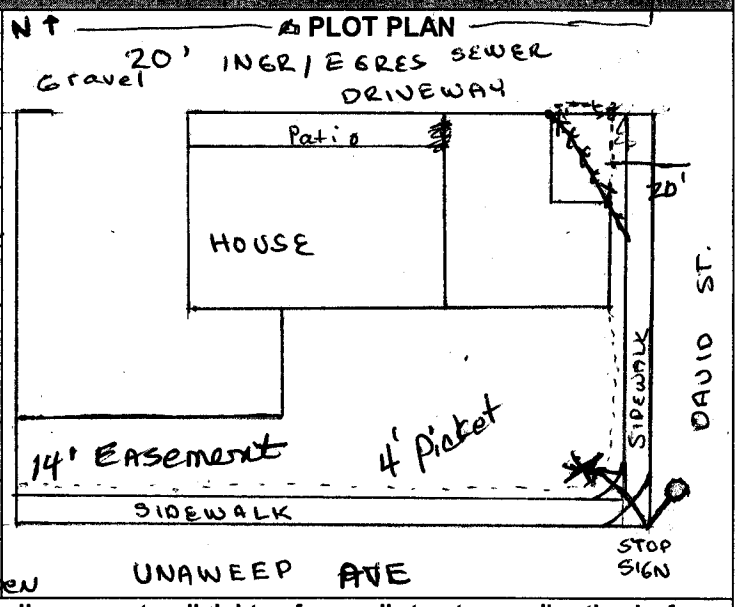 N ↑ PLOT PLAN
20' INGR/EGRES SEWER
Gravel
DRIVEWAY
Patio
20'
HOUSE
DAVID ST.
SIDEWALK
4' Picket
14' EASEMENT
SIDEWALK
STOP
SIGN
UNAWEEP AVE